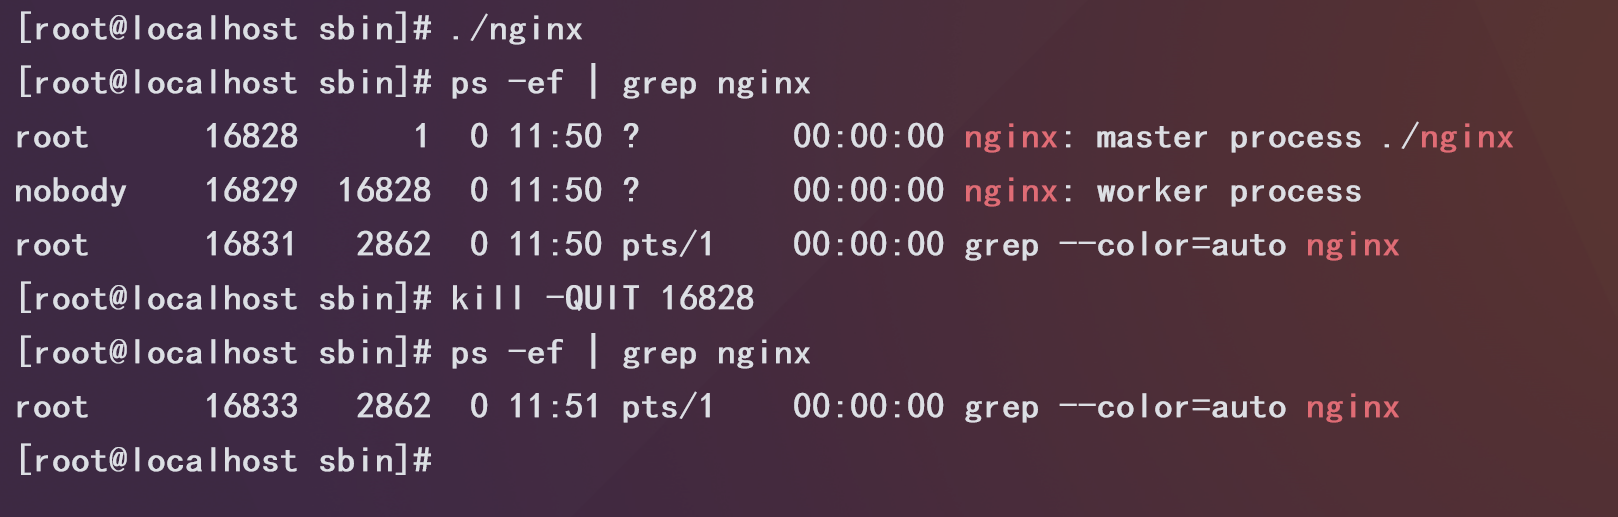 [root@localhost sbin]# ./nginx
[root@localhost sbin]# ps -ef | grep nginx
root      16828      1  0 11:50 ?        00:00:00 nginx: master process ./nginx
nobody    16829  16828  0 11:50 ?        00:00:00 nginx: worker process
root      16831   2862  0 11:50 pts/1    00:00:00 grep --color=auto nginx
[root@localhost sbin]# kill -QUIT 16828
[root@localhost sbin]# ps -ef | grep nginx
root      16833   2862  0 11:51 pts/1    00:00:00 grep --color=auto nginx
[root@localhost sbin]#